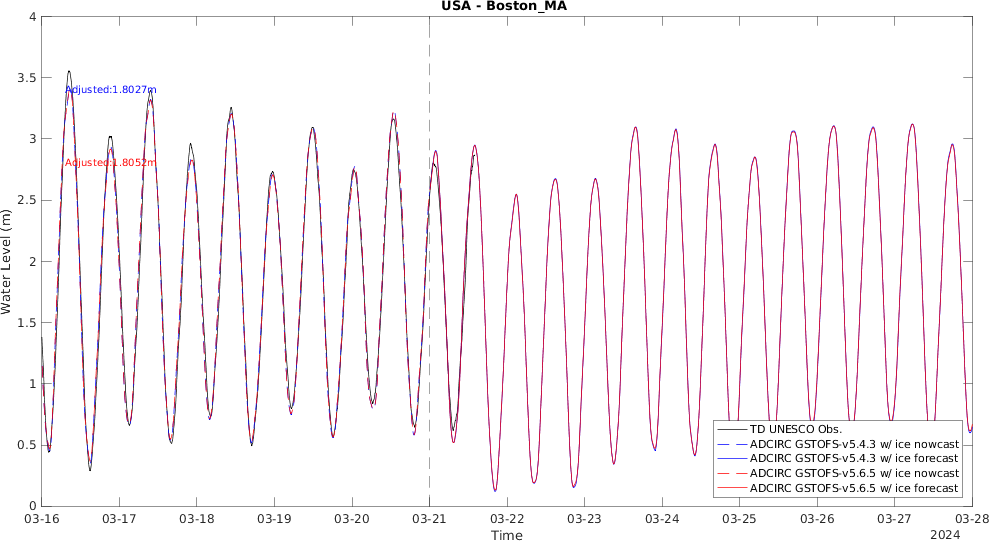 USA - Boston_MA
4
3.5
3
2.5
2
1.5
1
0.5
0
Water Level (m)
Adjusted:1.8027m
Adjusted:1.8052m
TD UNESCO Obs.
ADCIRC GSTOFS-v5.4.3 w/ ice nowcast
ADCIRC GSTOFS-v5.4.3 w/ ice forecast
ADCIRC GSTOFS-v5.6.5 w/ ice nowcast
ADCIRC GSTOFS-v5.6.5 w/ ice forecast
03-16 03-17 03-18 03-19 03-20 03-21 03-22 03-23 03-24 03-25 03-26 03-27 03-28
Time
2024